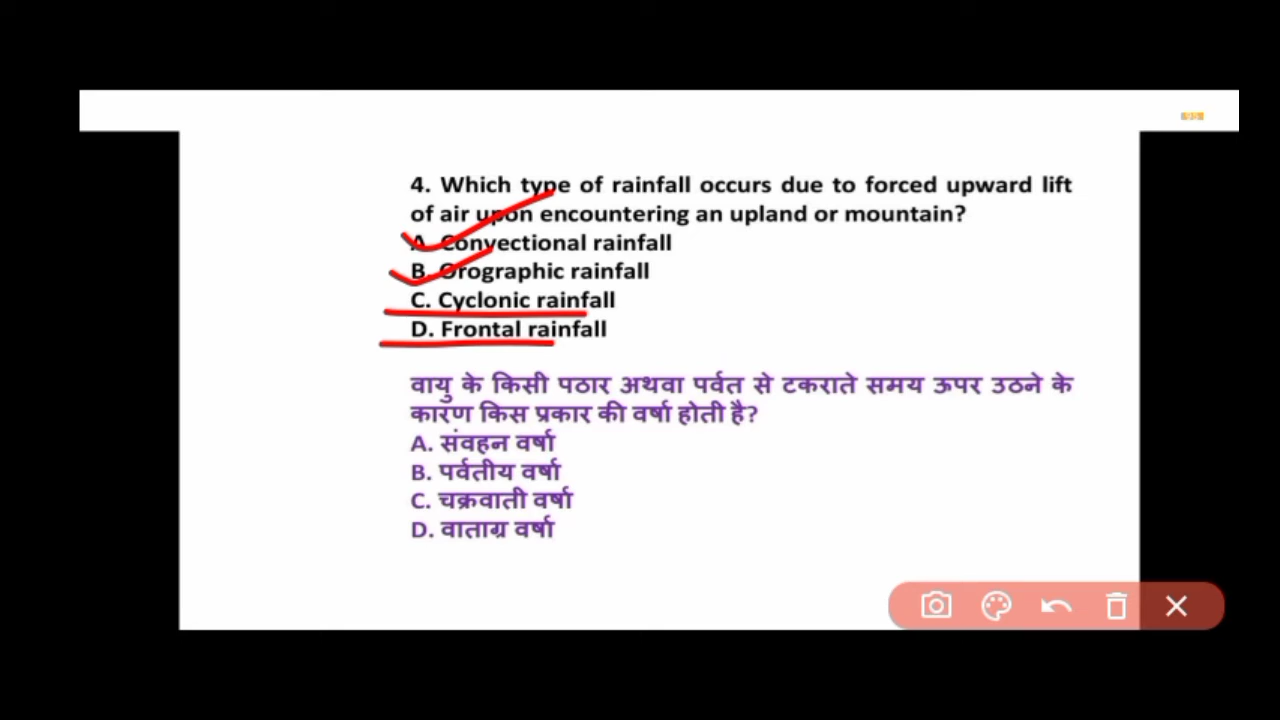 95
4. Which type of rainfall occurs due to forced upward lift
of air upon encountering an upland or mountain?
A. Convectional rainfall
B. Orographic rainfall
C. Cyclonic rainfall
D. Frontal rainfall
वायु के किसी पठार अथवा पर्वत से टकराते समय ऊपर उठने के
कारण किस प्रकार की वर्षा होती है?
A. संवहन वर्षा
B. पर्वतीय वर्षा
C. चक्रवाती वर्षा
D. वाताग्र वर्षा